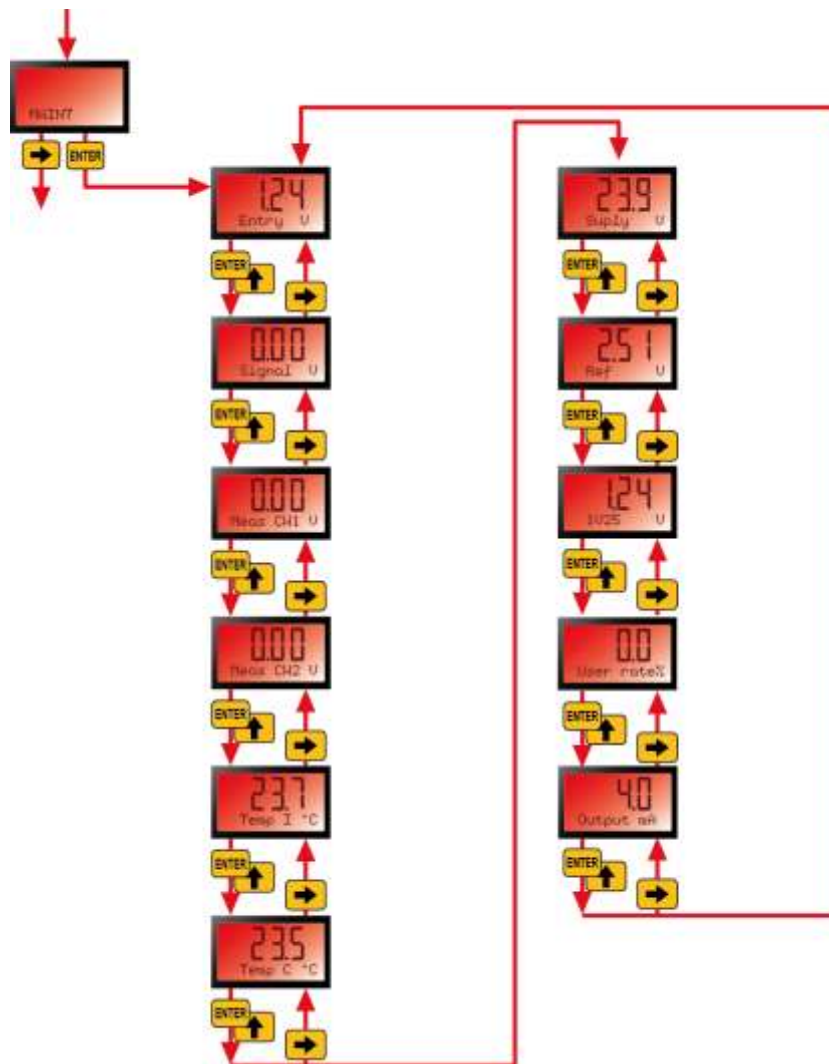 MAINT
ENTER
1.24
Entry V
ENTER
0.00
Signal V
ENTER
0.00
Meas CH1 V
ENTER
0.00
Meas CH2 V
ENTER
23.7
Temp I °C
ENTER
23.5
Temp C °C
ENTER
23.9
Suply V
ENTER
2.51
Ref V
ENTER
1.24
1V25 V
ENTER
0.0
User rate%
ENTER
4.0
Output mA
ENTER